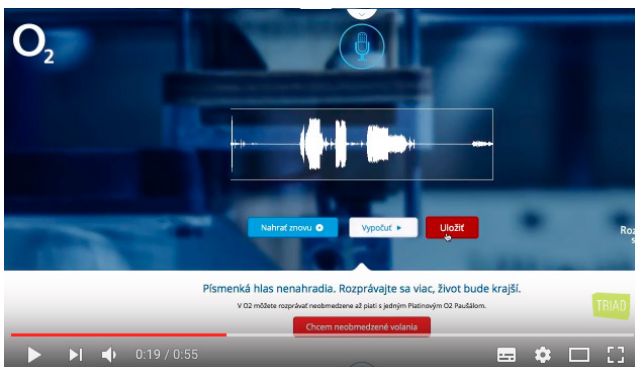 O2
Nahrať znovu
Vypočuť
Uložiť
Roz
s
Písmenká hlas nenahradia. Rozprávajte sa viac, život bude krajší.
V O2 môžete rozprávať neobmedzene až piati s jedným Platinovým O2 Paušálom.
TRIAD
Chcem neobmedzené volania
0:19 / 0:55